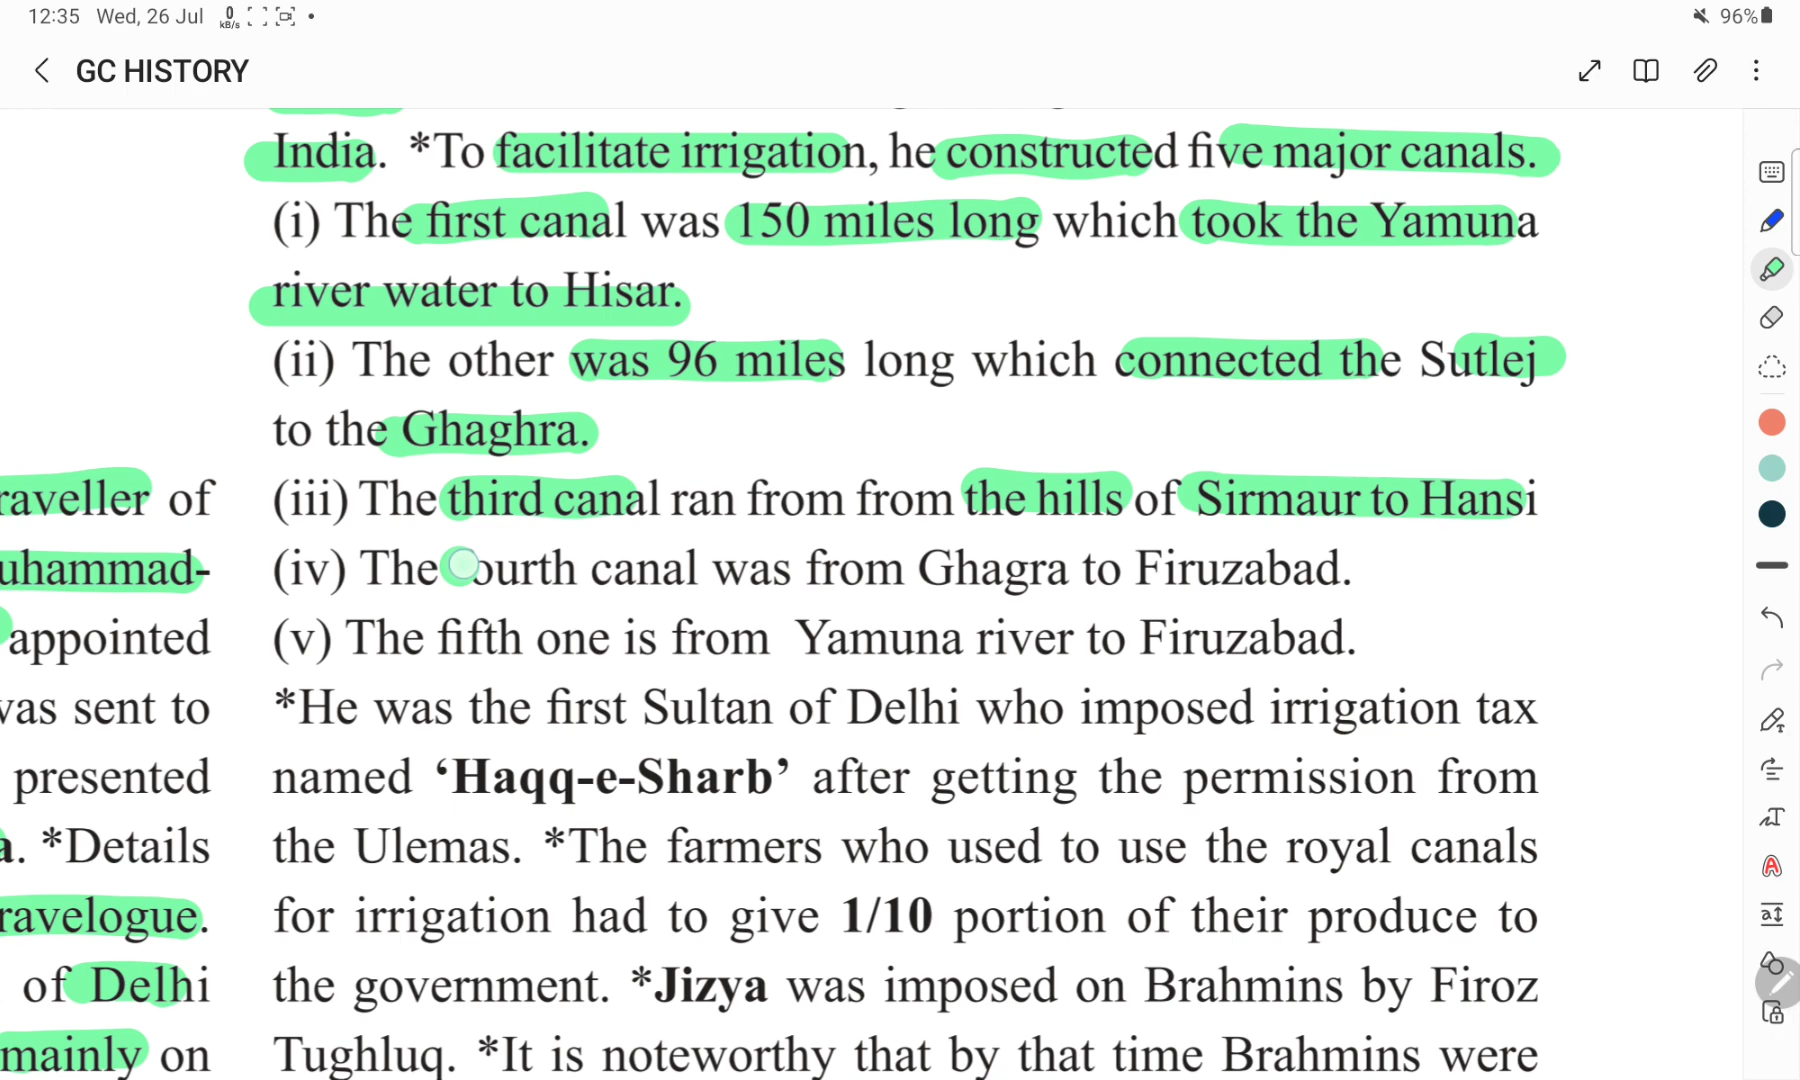 12:35 Wed, 26 Jul 0 kB/s 96%
GC HISTORY
India. *To facilitate irrigation, he constructed five major canals.
(i) The first canal was 150 miles long which took the Yamuna
river water to Hisar.
(ii) The other was 96 miles long which connected the Sutlej
to the Ghaghra.
(iii) The third canal ran from from the hills of Sirmaur to Hansi
(iv) The fourth canal was from Ghagra to Firuzabad.
(v) The fifth one is from Yamuna river to Firuzabad.
*He was the first Sultan of Delhi who imposed irrigation tax
named ‘Haqq-e-Sharb’ after getting the permission from
the Ulemas. *The farmers who used to use the royal canals
for irrigation had to give 1/10 portion of their produce to
the government. *Jizya was imposed on Brahmins by Firoz
Tughluq. *It is noteworthy that by that time Brahmins were
raveller of
uhammad-
appointed
was sent to
presented
a. *Details
ravelogue.
of Delhi
mainly on